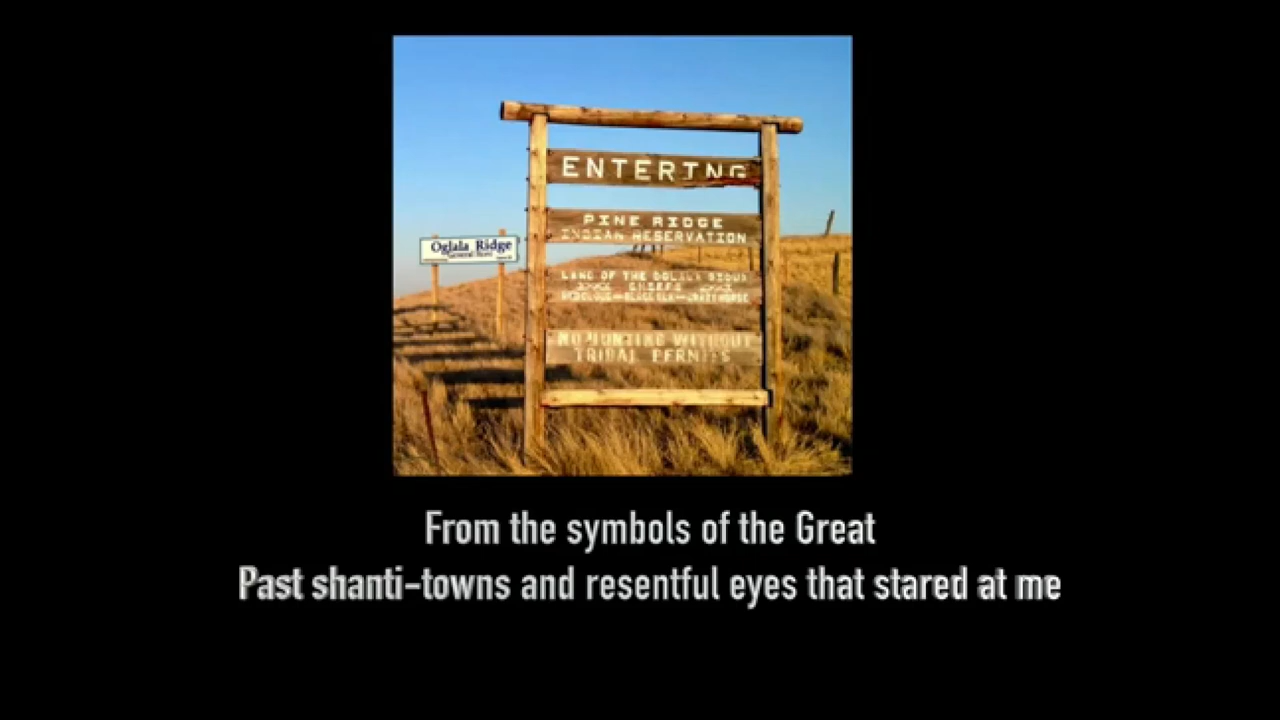 ENTERING
PINE RIDGE
INDIAN RESERVATION
Oglala Ridge
LAND OF THE OGLALA SIOUX
CHIEFS
NO HUNTING WITHOUT
TRIBAL PERMITS
From the symbols of the Great
Past shanti-towns and resentful eyes that stared at me